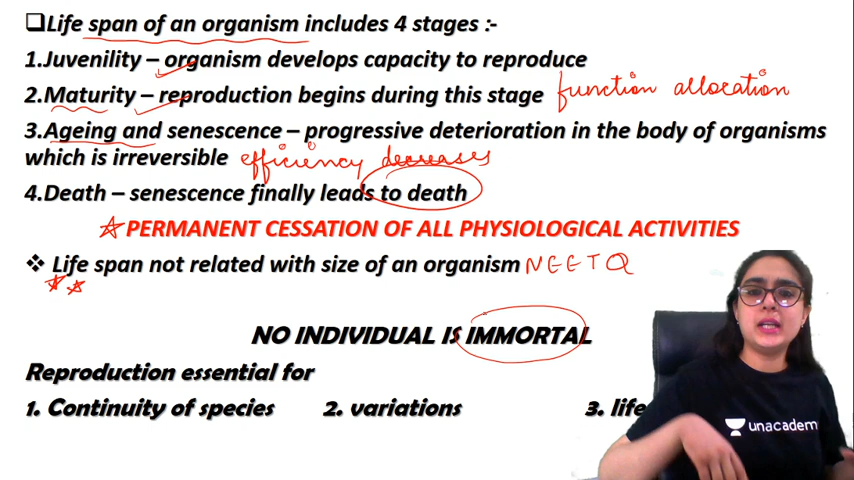 ❑Life span of an organism includes 4 stages :-
1.Juvenility – organism develops capacity to reproduce
2.Maturity – reproduction begins during this stage function allocation
3.Ageing and senescence – progressive deterioration in the body of organisms
which is irreversible efficiency decreases
4.Death – senescence finally leads to death
☆PERMANENT CESSATION OF ALL PHYSIOLOGICAL ACTIVITIES
❖ Life span not related with size of an organism NEET Q
NO INDIVIDUAL IS IMMORTAL
Reproduction essential for
1. Continuity of species 2. variations 3. life
unacadem